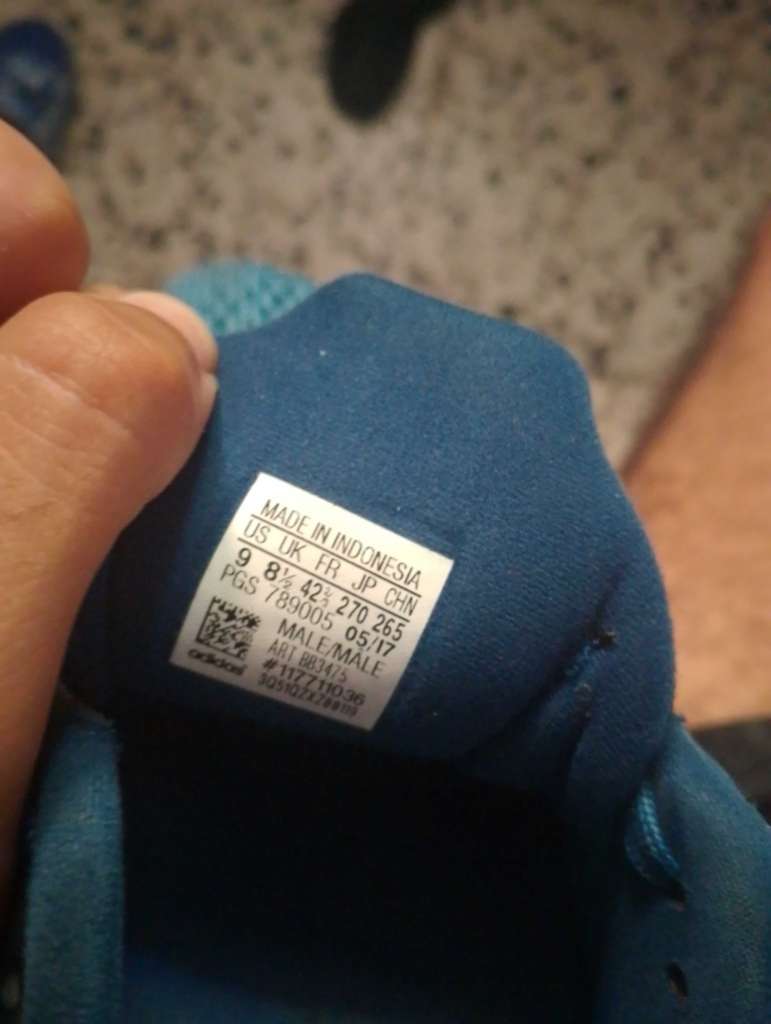 MADE IN INDONESIA
US UK FR JP CHN
9 8½ 42⅔ 270 265
PGS 789005 05/17
MALE/MALE
ART BB3475
#117711036
adidas